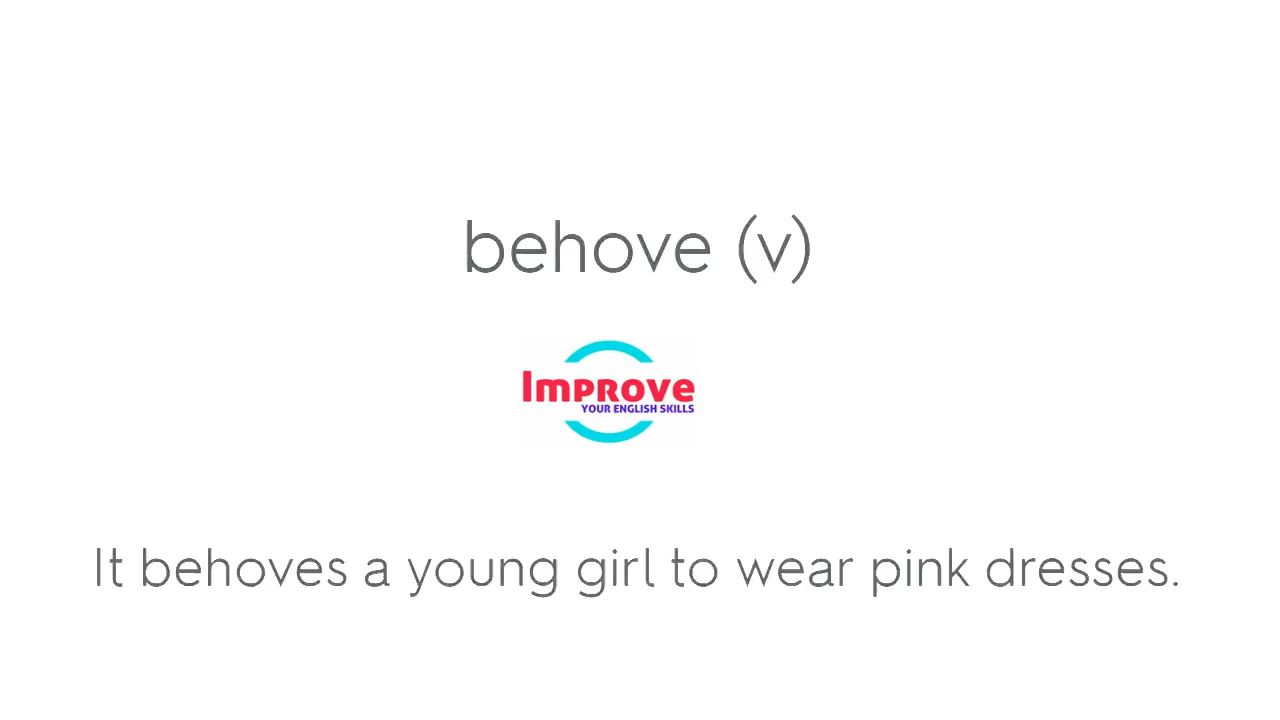 behove (v)
Improve
YOUR ENGLISH SKILLS
It behoves a young girl to wear pink dresses.